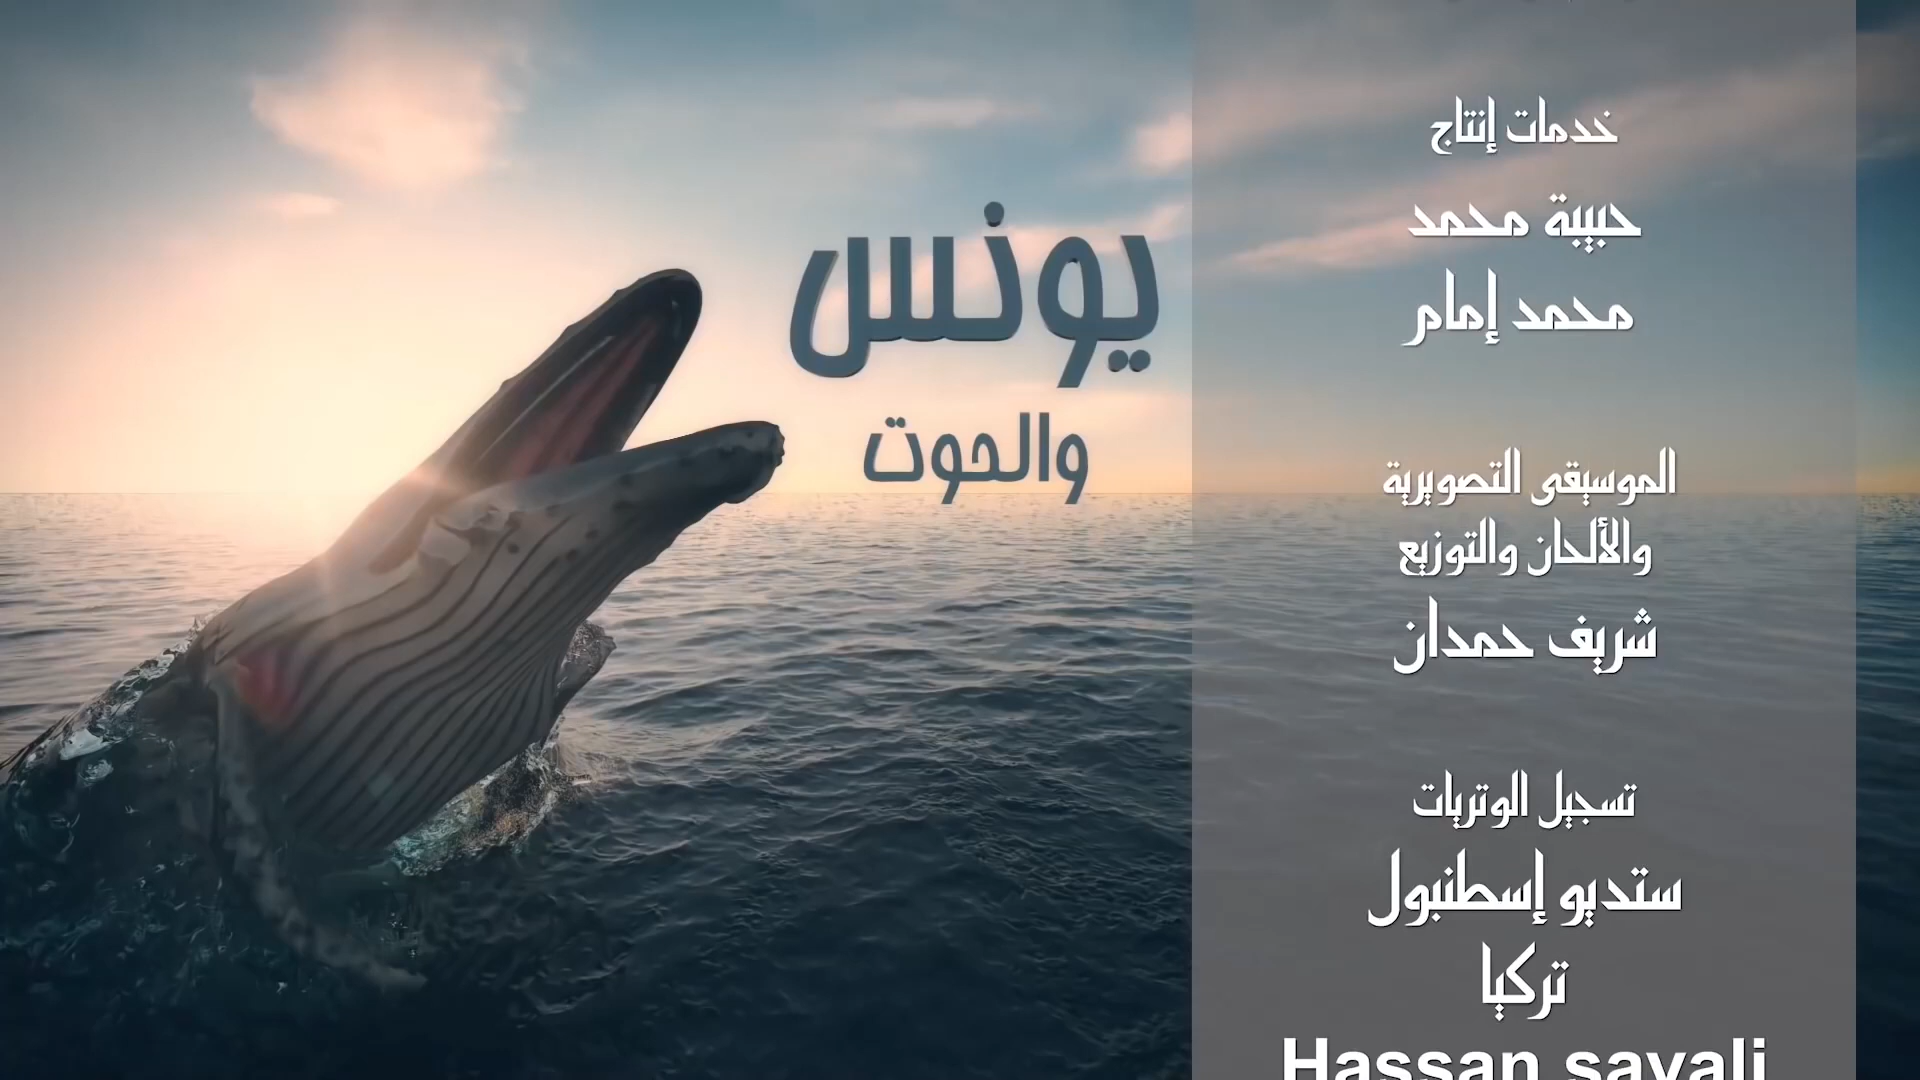 يونس
والحوت
خدمات إنتاج
حبيبة محمد
محمد إمام
الموسيقى التصويرية
والألحان والتوزيع
شريف حمدان
تسجيل الوتريات
ستديو إسطنبول
تركيا
Hassan savali